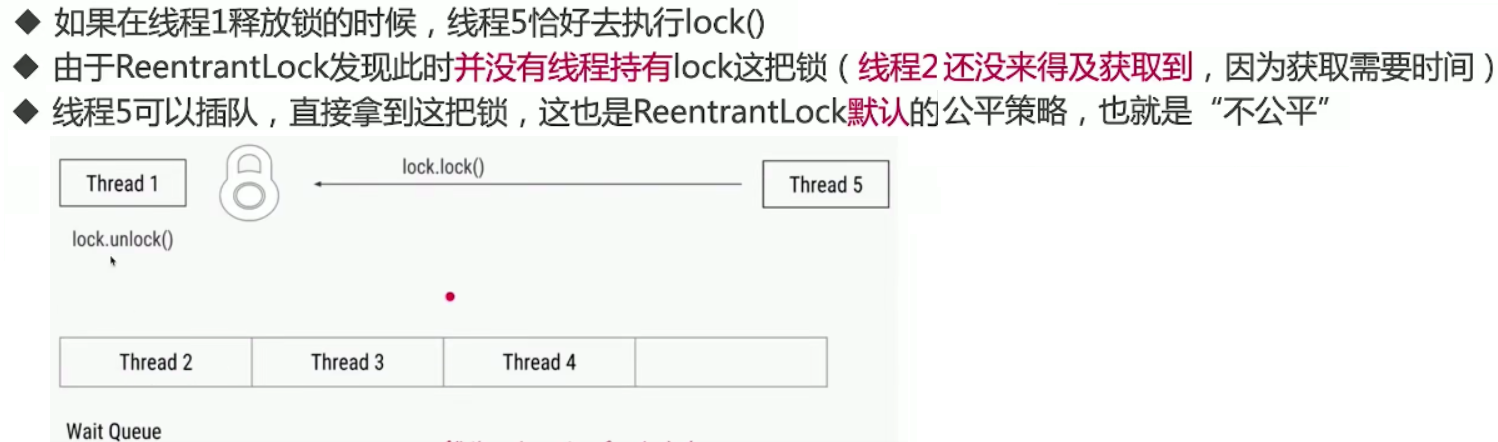 ◆ 如果在线程1释放锁的时候，线程5恰好去执行lock()
◆ 由于ReentrantLock发现此时并没有线程持有lock这把锁（线程2还没来得及获取到，因为获取需要时间）
◆ 线程5可以插队，直接拿到这把锁，这也是ReentrantLock默认的公平策略，也就是“不公平”
Thread 1 lock.lock() Thread 5
lock.unlock()
Thread 2 Thread 3 Thread 4
Wait Queue